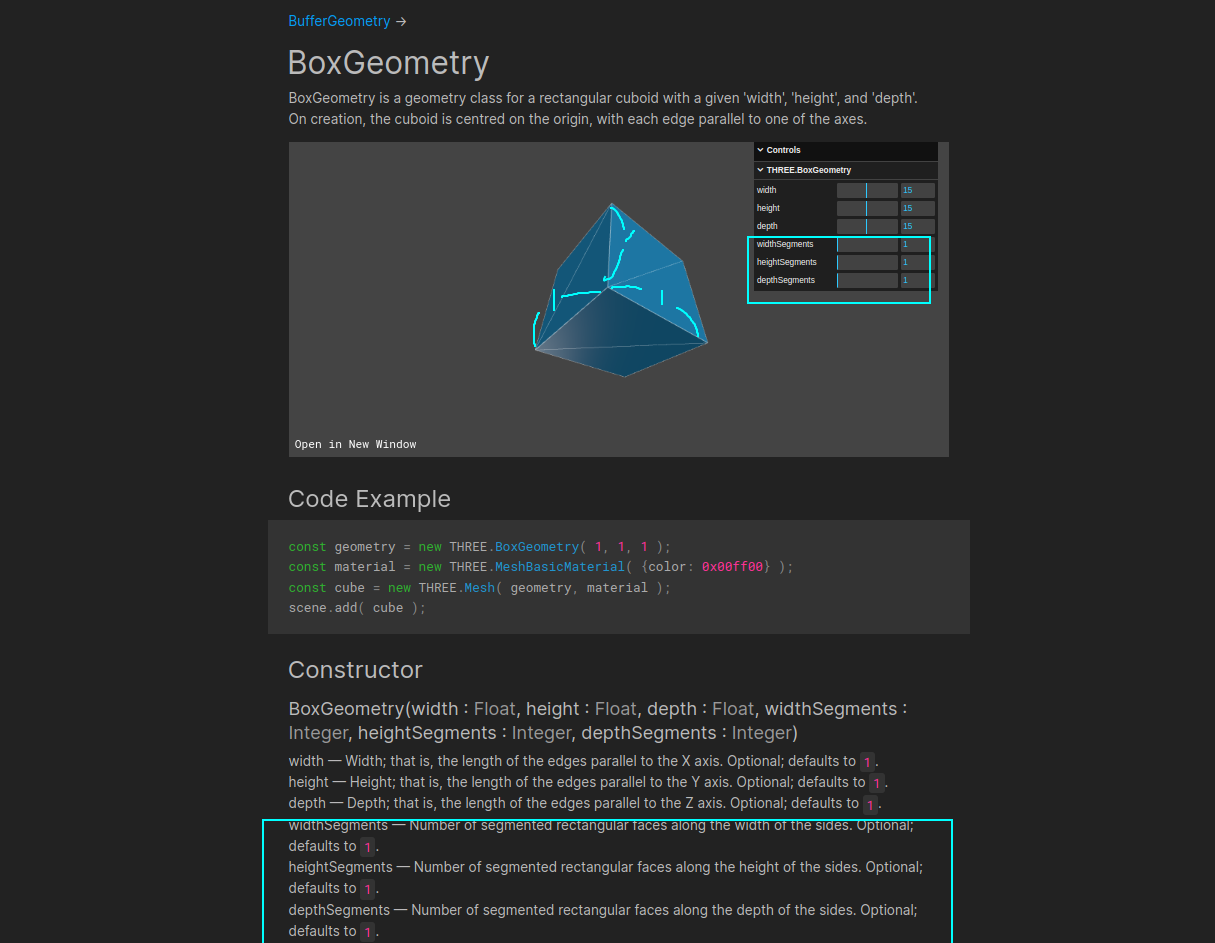 BufferGeometry →
BoxGeometry
BoxGeometry is a geometry class for a rectangular cuboid with a given 'width', 'height', and 'depth'.
On creation, the cuboid is centred on the origin, with each edge parallel to one of the axes.
Controls
THREE.BoxGeometry
width 15
height 15
depth 15
widthSegments 1
heightSegments 1
depthSegments 1
1
1
1
Open in New Window
Code Example
const geometry = new THREE.BoxGeometry( 1, 1, 1 );
const material = new THREE.MeshBasicMaterial( {color: 0x00ff00} );
const cube = new THREE.Mesh( geometry, material );
scene.add( cube );
Constructor
BoxGeometry(width : Float, height : Float, depth : Float, widthSegments :
Integer, heightSegments : Integer, depthSegments : Integer)
width — Width; that is, the length of the edges parallel to the X axis. Optional; defaults to 1.
height — Height; that is, the length of the edges parallel to the Y axis. Optional; defaults to 1.
depth — Depth; that is, the length of the edges parallel to the Z axis. Optional; defaults to 1.
widthSegments — Number of segmented rectangular faces along the width of the sides. Optional;
defaults to 1.
heightSegments — Number of segmented rectangular faces along the height of the sides. Optional;
defaults to 1.
depthSegments — Number of segmented rectangular faces along the depth of the sides. Optional;
defaults to 1.